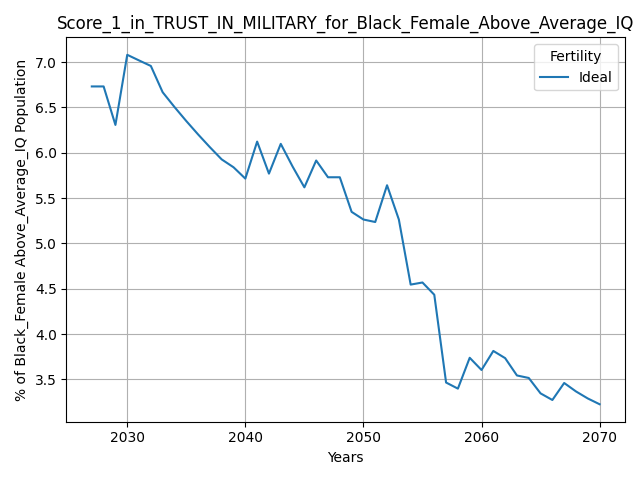 Score_1_in_TRUST_IN_MILITARY_for_Black_Female_Above_Average_IQ
% of Black_Female Above_Average_IQ Population
7.0
6.5
6.0
5.5
5.0
4.5
4.0
3.5
Fertility
Ideal
2030 2040 2050 2060 2070
Years